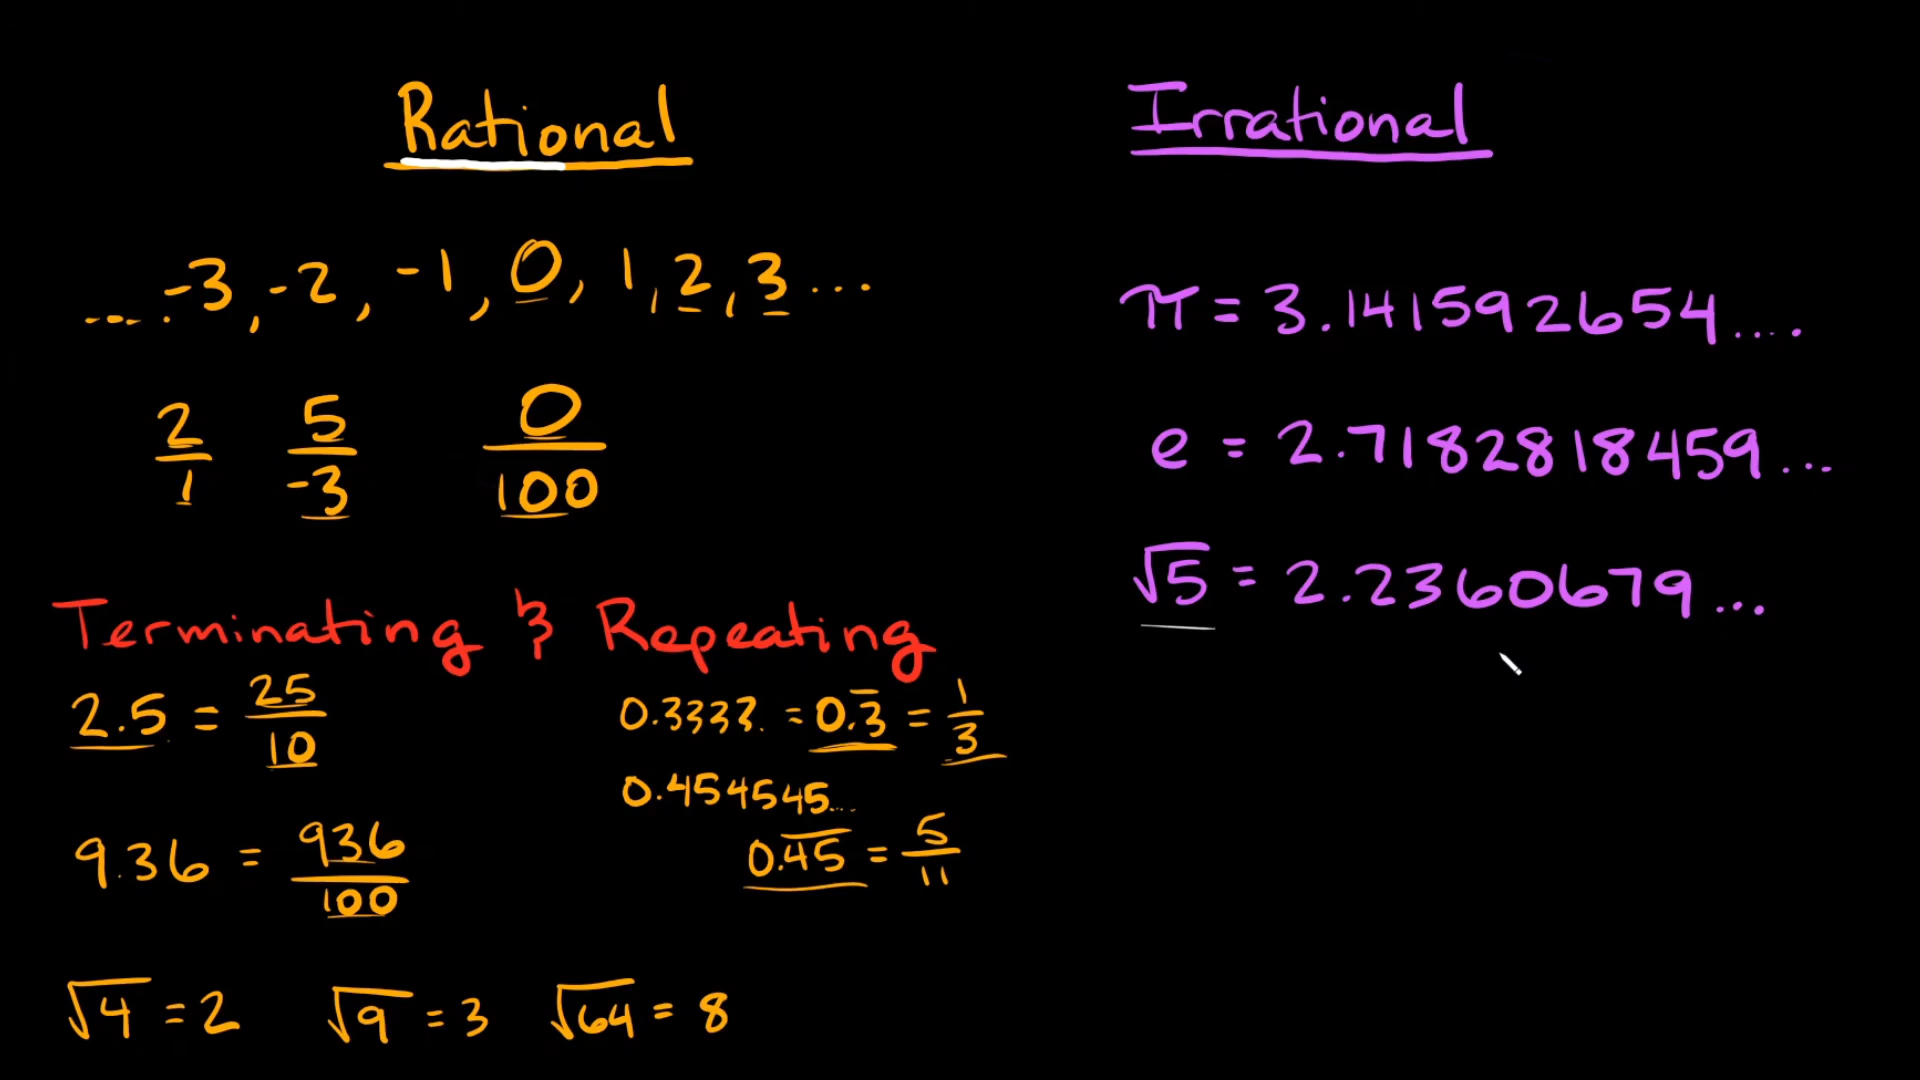 Rational
.... -3, -2, -1, 0, 1, 2, 3 ...
2/1 5/-3 0/100
Terminating & Repeating
2.5 = 25/10
0.3333. = 0.3̅ = 1/3
0.454545...
9.36 = 936/100
0.4̅5̅ = 5/11
√4 = 2 √9 = 3 √64 = 8
Irrational
π = 3.141592654....
e = 2.7182818459...
√5 = 2.2360679...